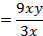 = 9xy / 3x